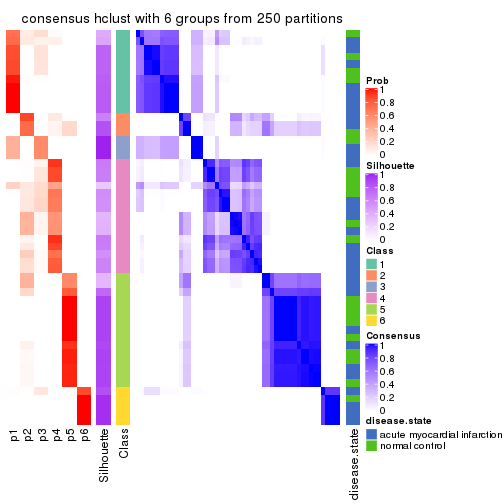 consensus hclust with 6 groups from 250 partitions
Prob
1
0.8
0.6
0.4
0.2
0
Silhouette
1
0.8
0.6
0.4
0.2
0
Class
1
2
3
4
5
6
Consensus
1
0.8
0.6
0.4
0.2
0
disease.state
acute myocardial infarction
normal control
p1
p2
p3
p4
p5
p6
Silhouette
Class
disease.state